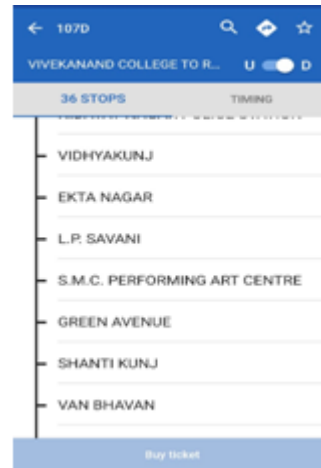 107D
VIVEKANAND COLLEGE TO R... U D
36 STOPS TIMING
VIDHYAKUNJ
EKTA NAGAR
L.P. SAVANI
S.M.C. PERFORMING ART CENTRE
GREEN AVENUE
SHANTI KUNJ
VAN BHAVAN
Buy ticket